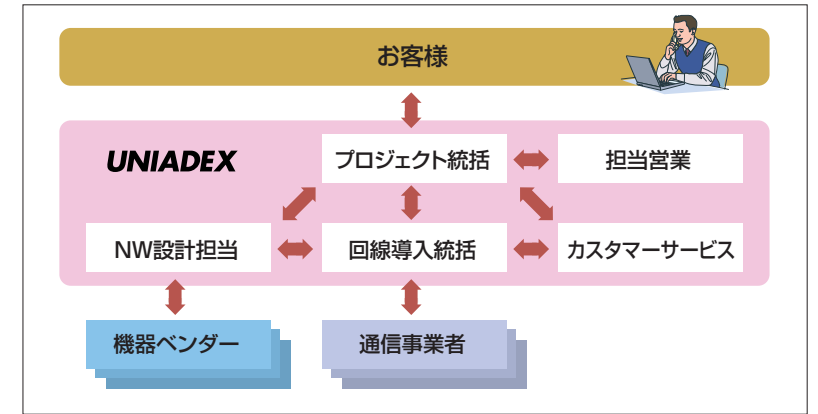 お客様
UNIADEX
プロジェクト統括
担当営業
NW設計担当
回線導入統括
カスタマーサービス
機器ベンダー
通信事業者